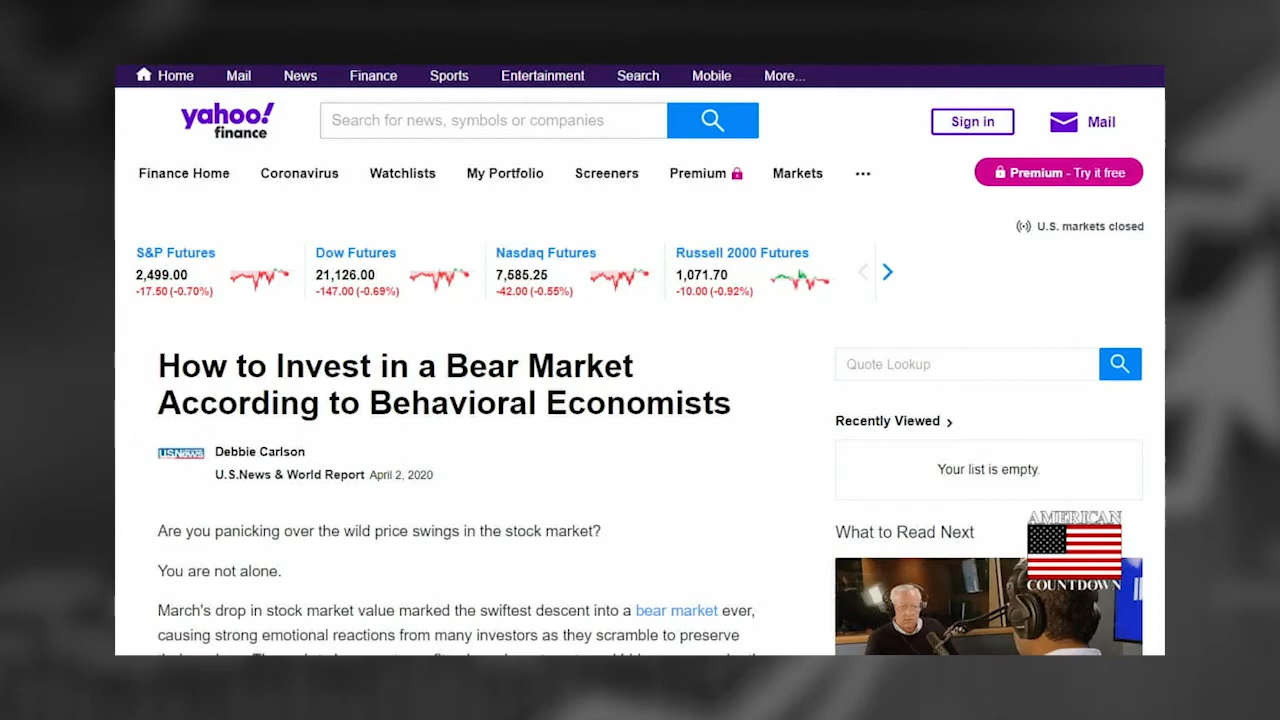 Home Mail News Finance Sports Entertainment Search Mobile More...
yahoo!
finance
Search for news, symbols or companies
Sign in
Mail
Finance Home Coronavirus Watchlists My Portfolio Screeners Premium Markets ...
Premium - Try it free
U.S. markets closed
S&P Futures
2,499.00
-17.50 (-0.70%)
Dow Futures
21,126.00
-147.00 (-0.69%)
Nasdaq Futures
7,585.25
-42.00 (-0.55%)
Russell 2000 Futures
1,071.70
-10.00 (-0.92%)
How to Invest in a Bear Market
According to Behavioral Economists
US News
Debbie Carlson
U.S.News & World Report April 2, 2020
Are you panicking over the wild price swings in the stock market?
You are not alone.
March's drop in stock market value marked the swiftest descent into a bear market ever,
causing strong emotional reactions from many investors as they scramble to preserve
Quote Lookup
Recently Viewed
Your list is empty.
What to Read Next
AMERICAN
COUNTDOWN